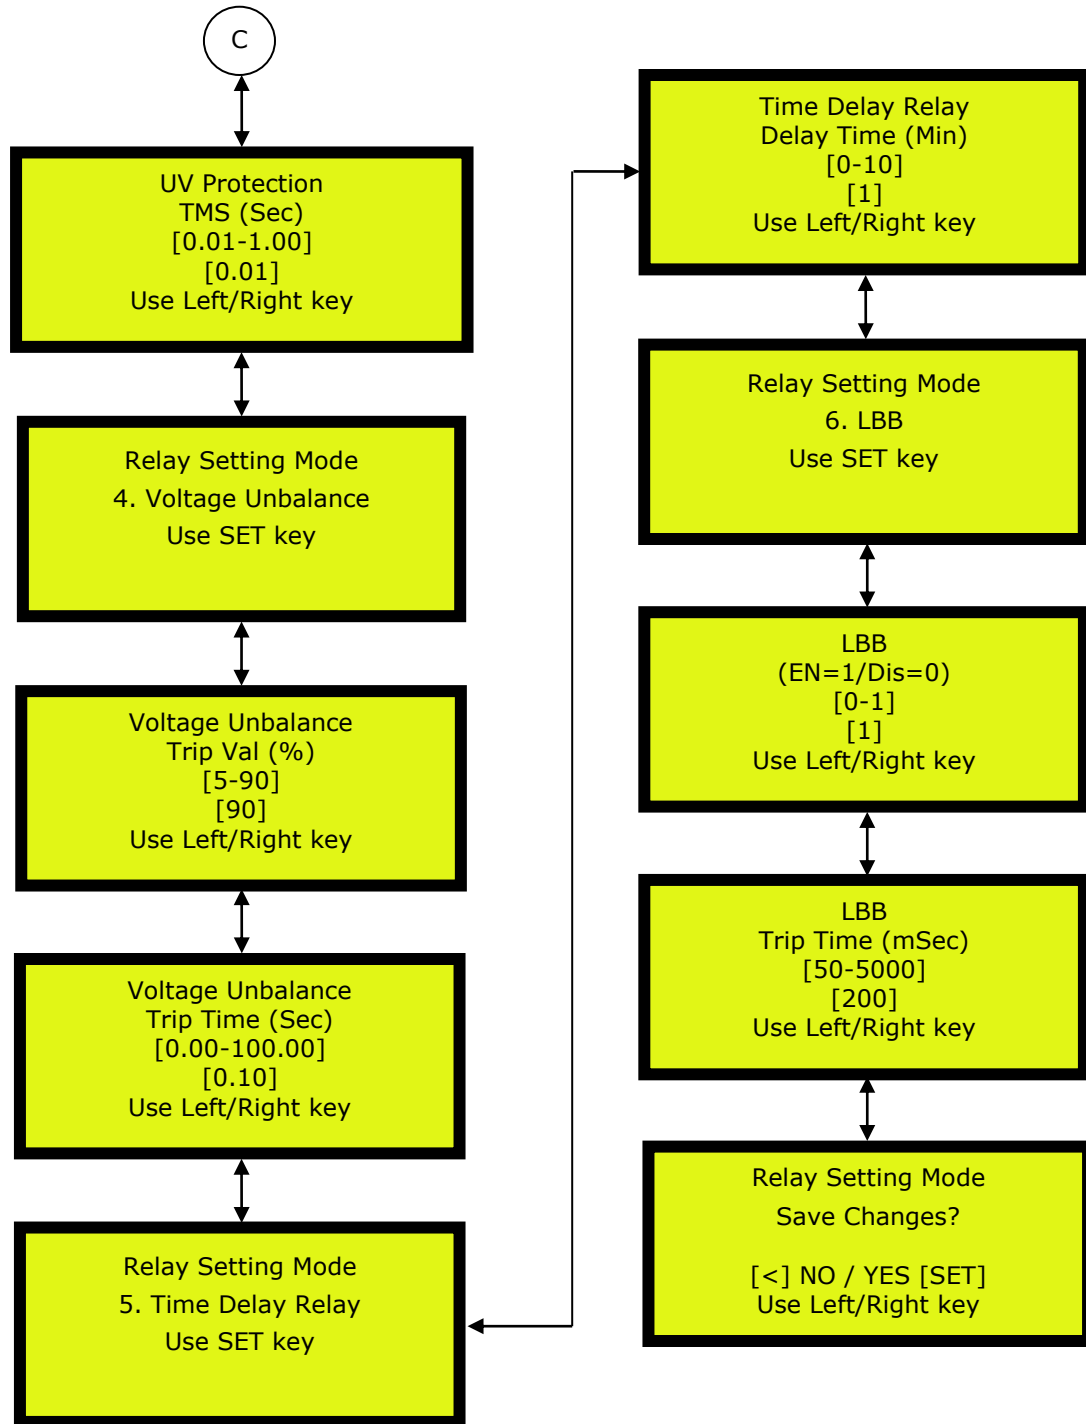 C
UV Protection
TMS (Sec)
[0.01-1.00]
[0.01]
Use Left/Right key
Relay Setting Mode
4. Voltage Unbalance
Use SET key
Voltage Unbalance
Trip Val (%)
[5-90]
[90]
Use Left/Right key
Voltage Unbalance
Trip Time (Sec)
[0.00-100.00]
[0.10]
Use Left/Right key
Relay Setting Mode
5. Time Delay Relay
Use SET key
Time Delay Relay
Delay Time (Min)
[0-10]
[1]
Use Left/Right key
Relay Setting Mode
6. LBB
Use SET key
LBB
(EN=1/Dis=0)
[0-1]
[1]
Use Left/Right key
LBB
Trip Time (mSec)
[50-5000]
[200]
Use Left/Right key
Relay Setting Mode
Save Changes?
[<] NO / YES [SET]
Use Left/Right key